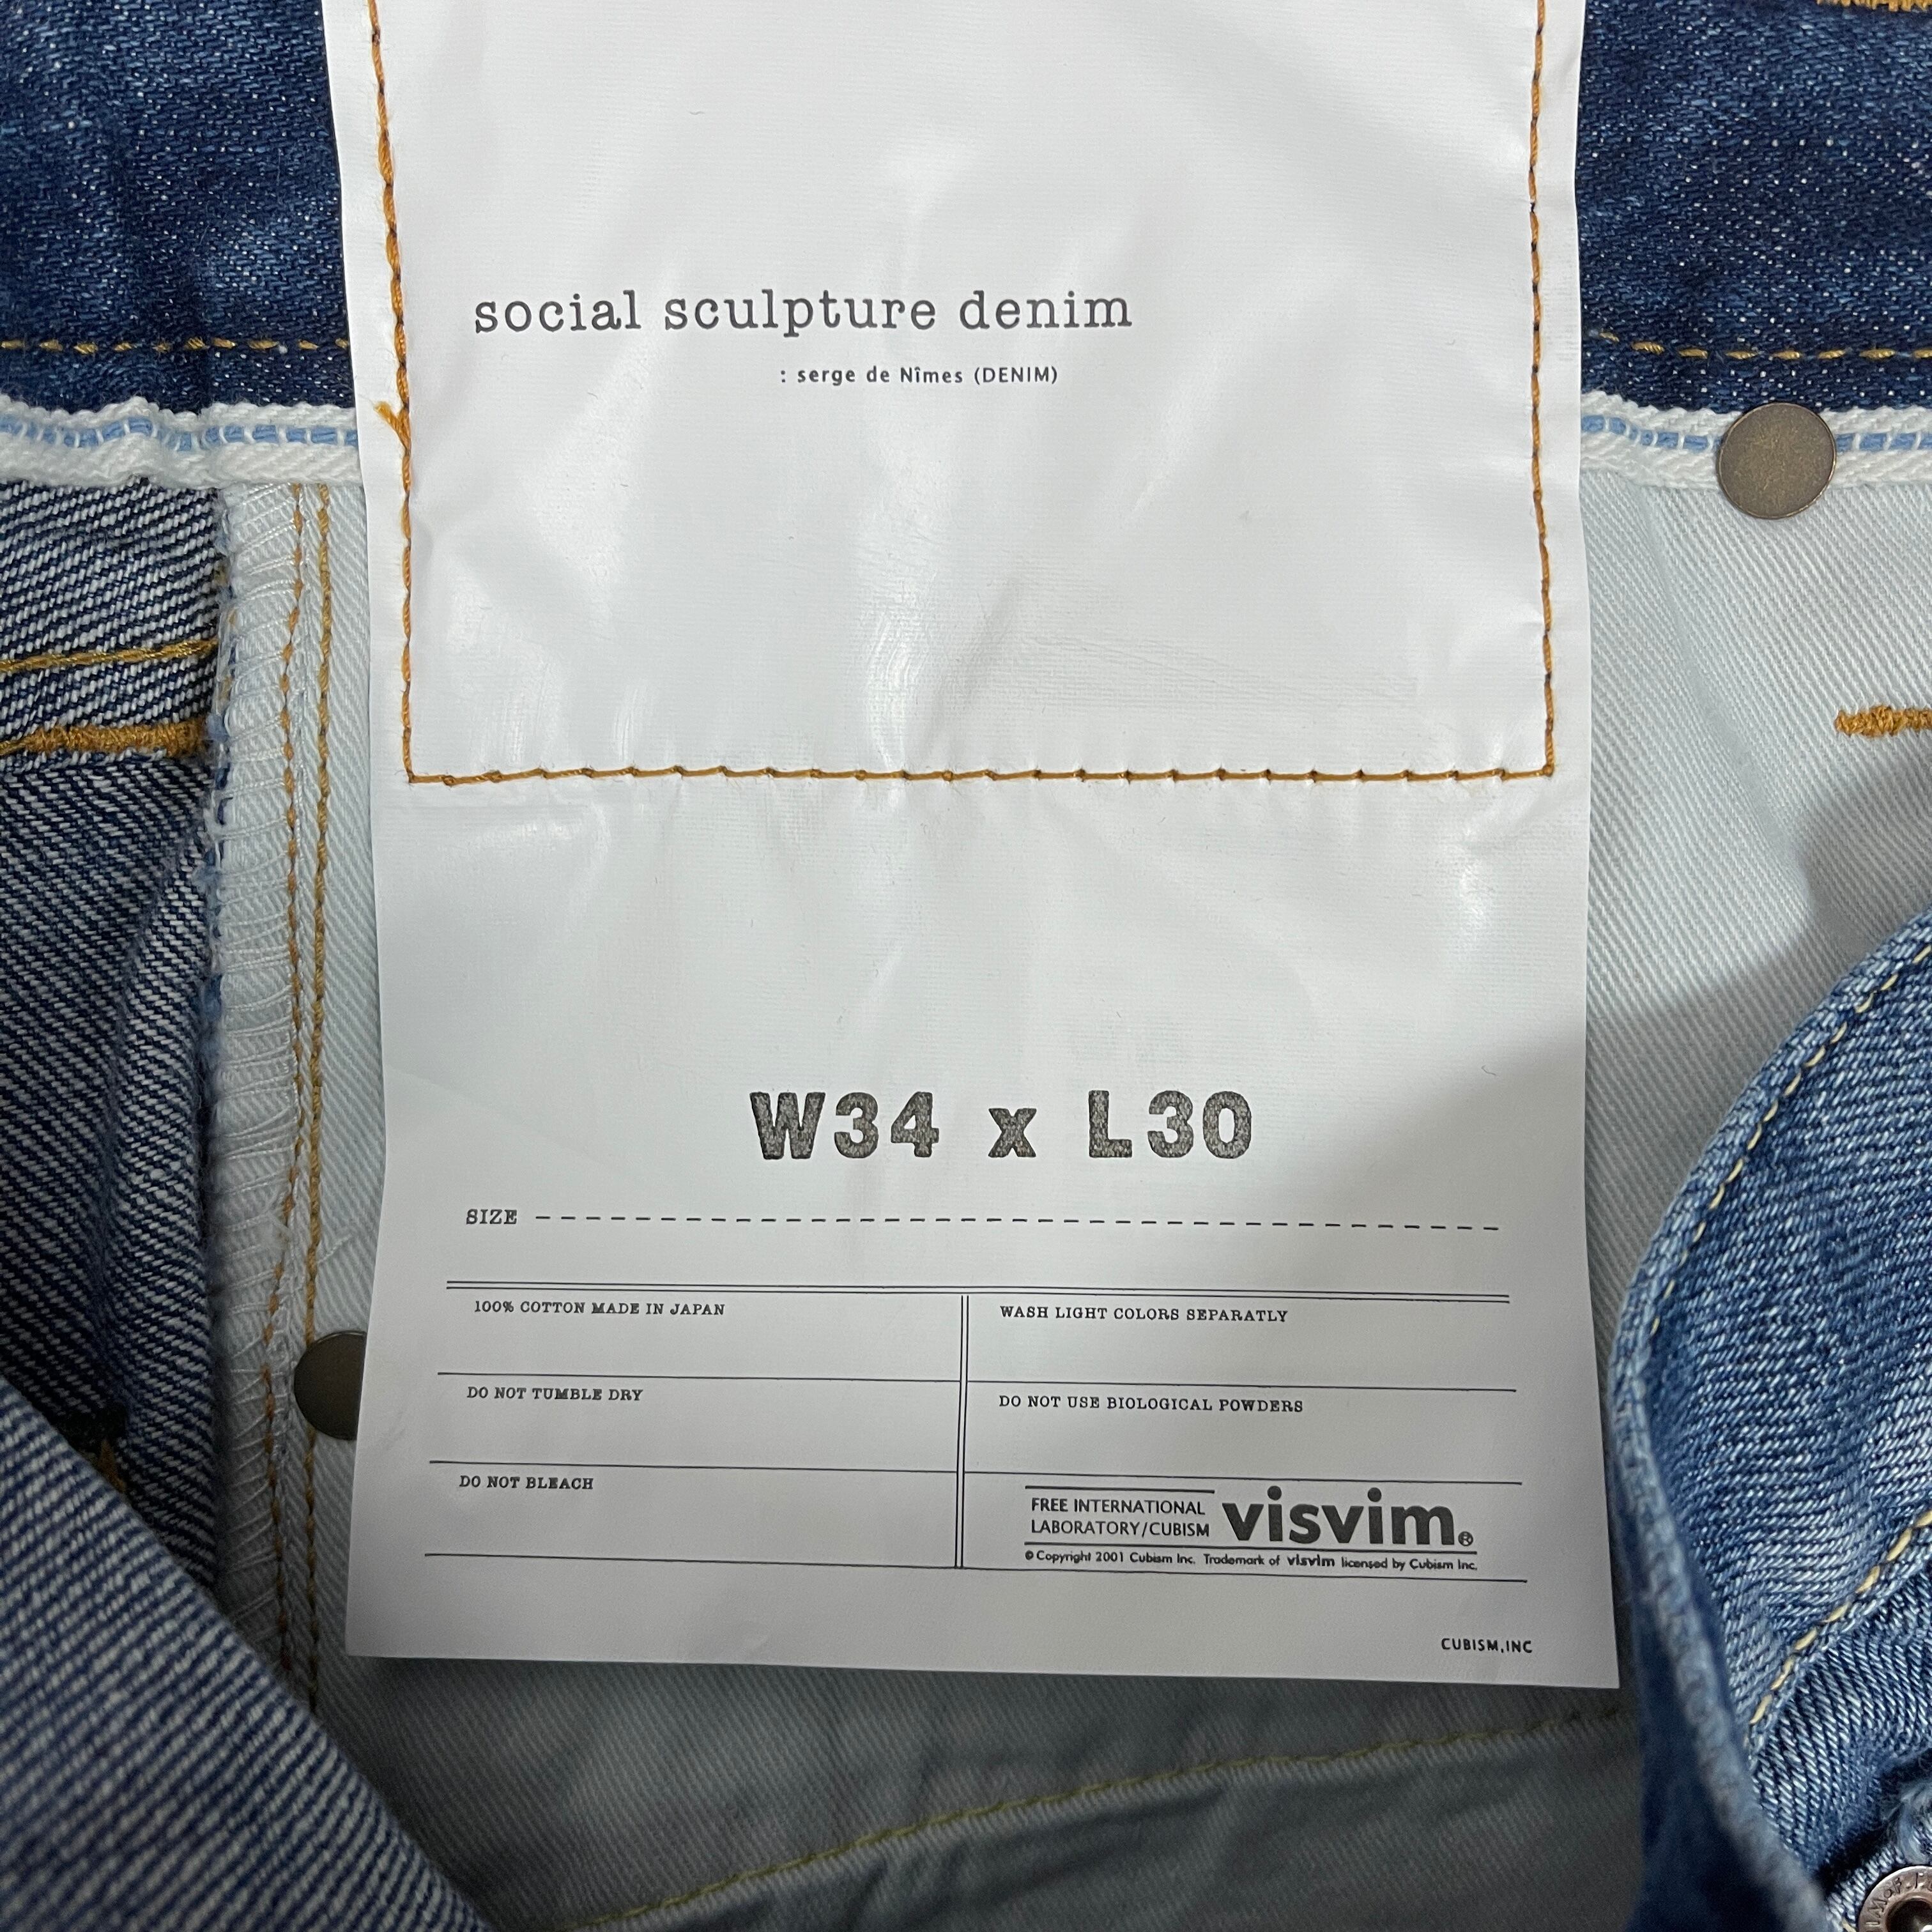 social sculpture denim
: serge de Nîmes (DENIM)
W34 x L30
SIZE
100% COTTON MADE IN JAPAN
WASH LIGHT COLORS SEPARATLY
DO NOT TUMBLE DRY
DO NOT USE BIOLOGICAL POWDERS
DO NOT BLEACH
FREE INTERNATIONAL
LABORATORY/CUBISM
visvim®
© Copyright 2001 Cubism Inc. Trademark of visvim licensed by Cubism Inc.
CUBISM,INC